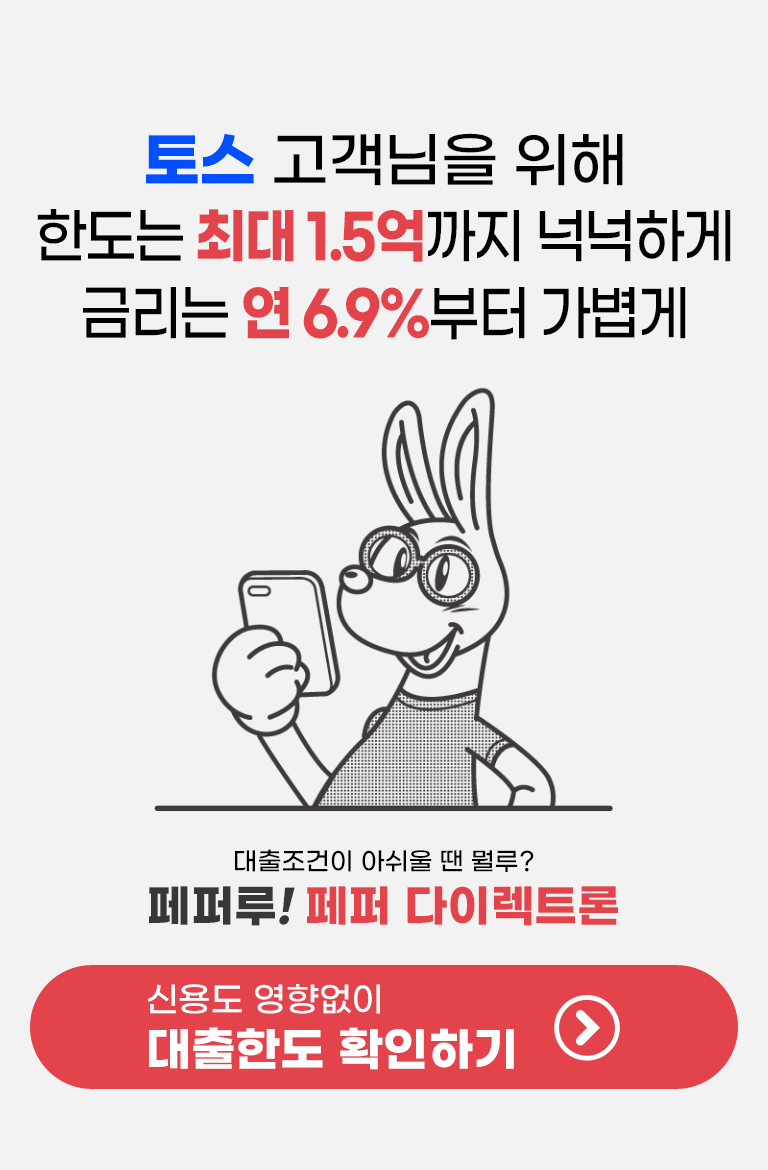 토스 고객님을 위해
한도는 최대 1.5억까지 넉넉하게
금리는 연 6.9%부터 가볍게
대출조건이 아쉬울 땐 뭘루?
페퍼루! 페퍼 다이렉트론
신용도 영향없이
대출한도 확인하기